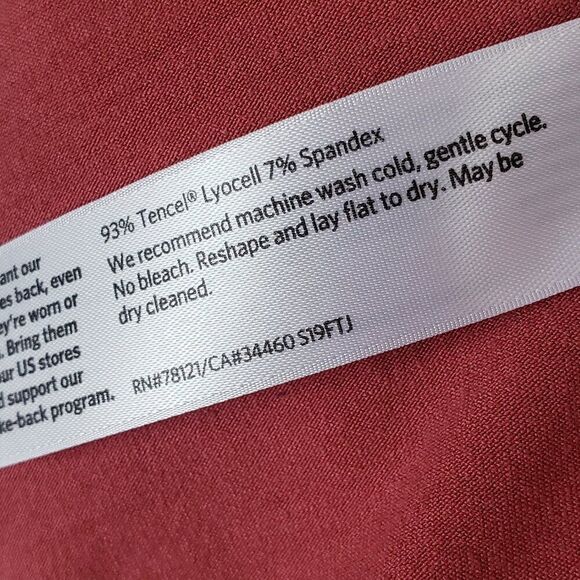 ant our
es back, even
ey're worn or
. Bring them
ur US stores
d support our
ke-back program.
93% Tencel® Lyocell 7% Spandex
We recommend machine wash cold, gentle cycle.
No bleach. Reshape and lay flat to dry. May be
dry cleaned.
RN#78121/CA#34460 S19FTJ